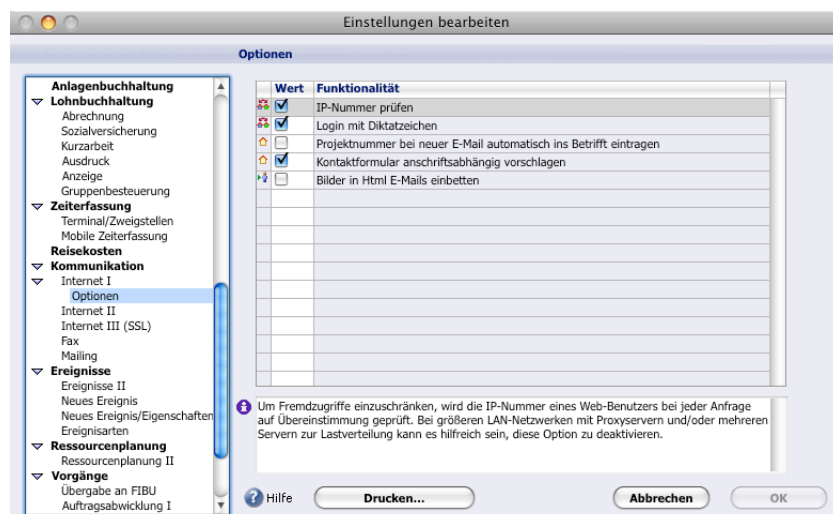 Einstellungen bearbeiten
Optionen
Anlagenbuchhaltung
Lohnbuchhaltung
Abrechnung
Sozialversicherung
Kurzarbeit
Ausdruck
Anzeige
Gruppenbesteuerung
Zeiterfassung
Terminal/Zweigstellen
Mobile Zeiterfassung
Reisekosten
Kommunikation
Internet I
Optionen
Internet II
Internet III (SSL)
Fax
Mailing
Ereignisse
Ereignisse II
Neues Ereignis
Neues Ereignis/Eigenschaften
Ereignisarten
Ressourcenplanung
Ressourcenplanung II
Vorgänge
Übergabe an FIBU
Auftragsabwicklung I
Wert Funktionalität
IP-Nummer prüfen
Login mit Diktatzeichen
Projektnummer bei neuer E-Mail automatisch ins Betrifft eintragen
Kontaktformular anschriftsabhängig vorschlagen
Bilder in Html E-Mails einbetten
Um Fremdzugriffe einzuschränken, wird die IP-Nummer eines Web-Benutzers bei jeder Anfrage
auf Übereinstimmung geprüft. Bei größeren LAN-Netzwerken mit Proxyservern und/oder mehreren
Servern zur Lastverteilung kann es hilfreich sein, diese Option zu deaktivieren.
Hilfe Drucken... Abbrechen OK